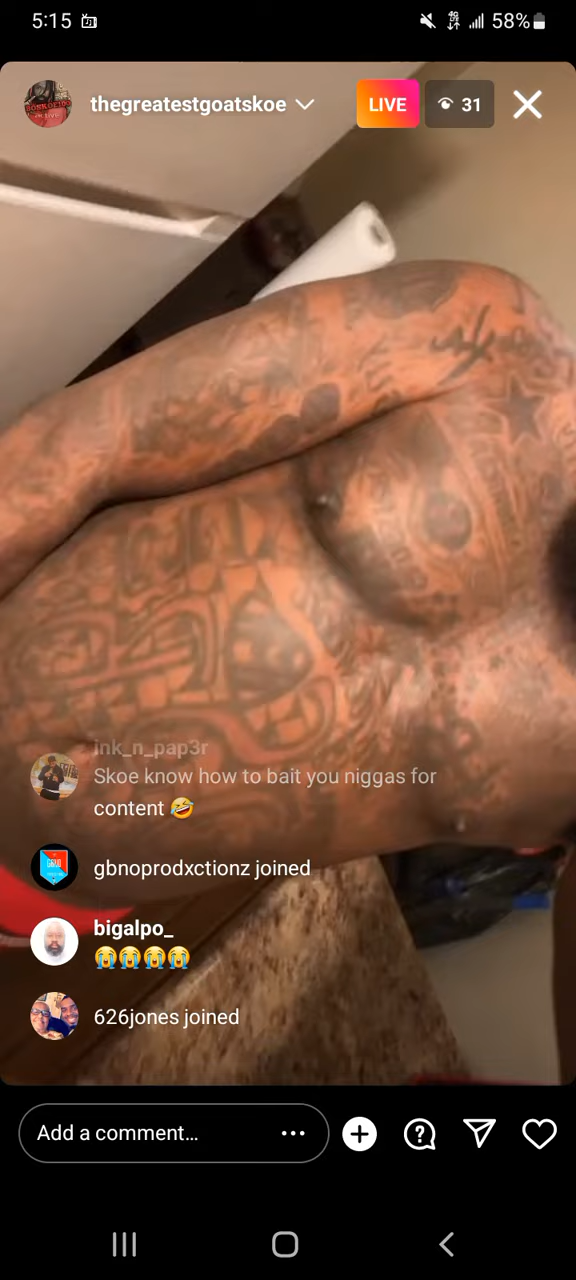 5:15
58%
thegreatestgoatskoe
LIVE
31
ink_n_pap3r
Skoe know how to bait you niggas for
content 🤣
gbnoprodxctionz joined
bigalpo_
😭😭😭😭
626jones joined
Add a comment…